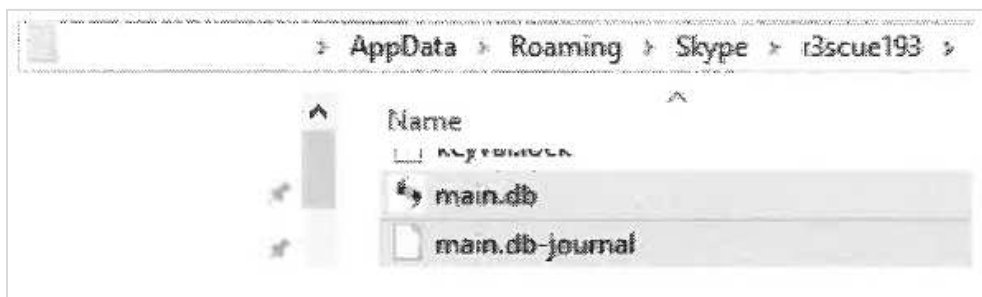 > AppData > Roaming > Skype > r3scue193 >
Name
main.db
main.db-journal